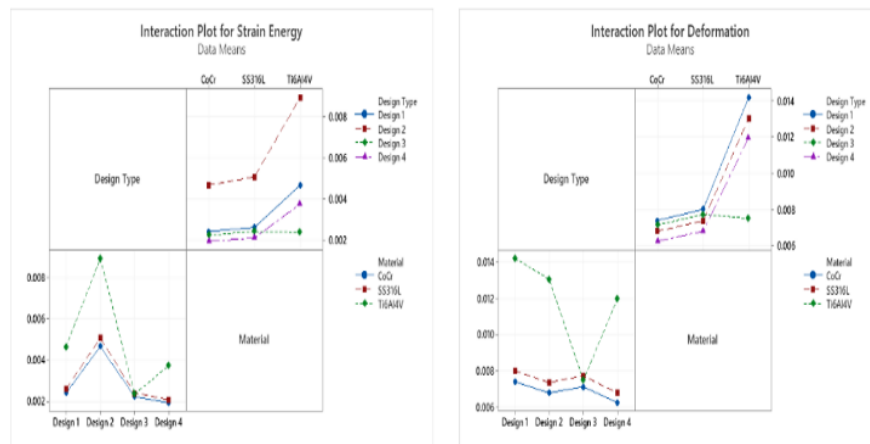 Interaction Plot for Strain Energy
Data Means
CoCr SS316L Ti6Al4V
Design Type
Design 1
Design 2
Design 3
Design 4
0.008
0.006
0.004
0.002
Design Type
Material
CoCr
SS316L
Ti6Al4V
0.008
0.006
0.004
0.002
Material
Design 1 Design 2 Design 3 Design 4
Interaction Plot for Deformation
Data Means
CoCr SS316L Ti6Al4V
Design Type
Design 1
Design 2
Design 3
Design 4
0.014
0.012
0.010
0.008
0.006
Design Type
Material
CoCr
SS316L
Ti6Al4V
0.014
0.012
0.010
0.008
0.006
Material
Design 1 Design 2 Design 3 Design 4